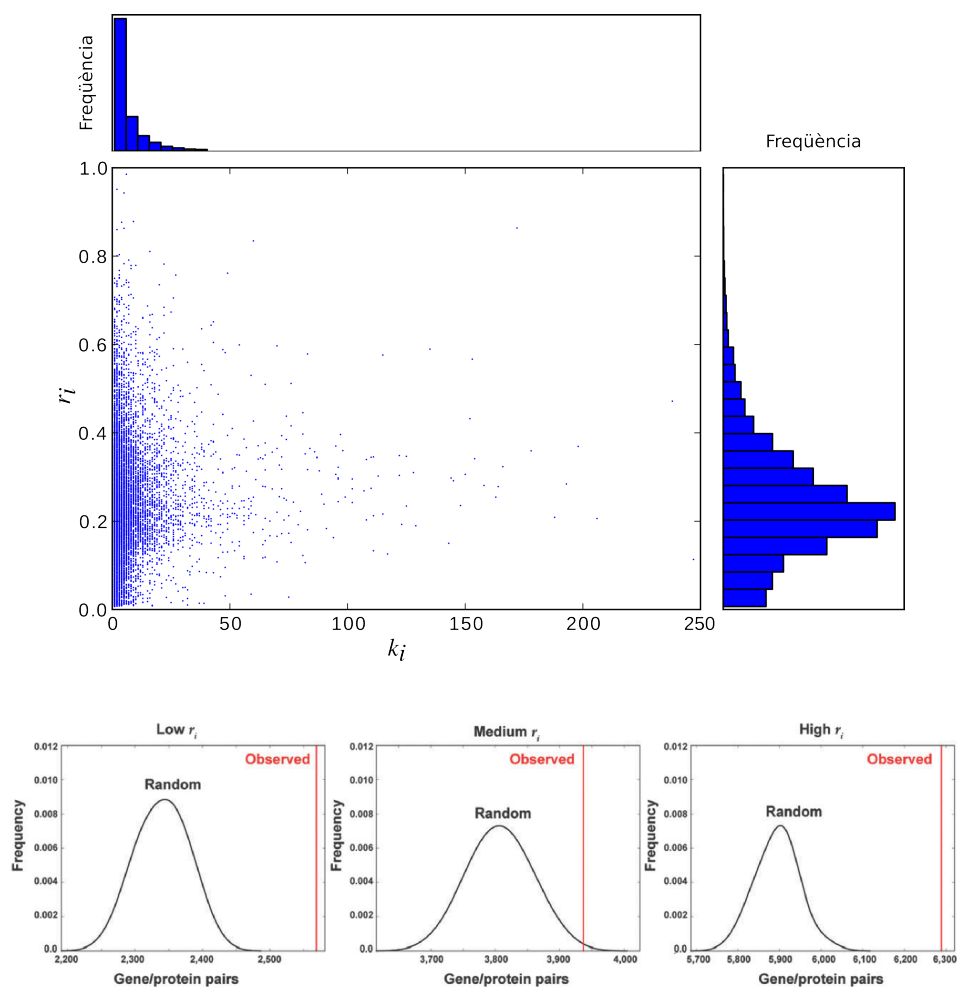 Freqüència
Freqüència
1.0
0.8
0.6
0.4
0.2
0.0
ri
0 50 100 150 200 250
ki
Low ri
0.012
0.010
0.008
0.006
0.004
0.002
0.0
Frequency
Observed
Random
2,200 2,300 2,400 2,500
Gene/protein pairs
Medium ri
0.012
0.010
0.008
0.006
0.004
0.002
0.0
Frequency
Observed
Random
3,700 3,800 3,900 4,000
Gene/protein pairs
High ri
0.012
0.010
0.008
0.006
0.004
0.002
0.0
Frequency
Observed
Random
5,700 5,800 5,900 6,000 6,100 6,200 6,300
Gene/protein pairs